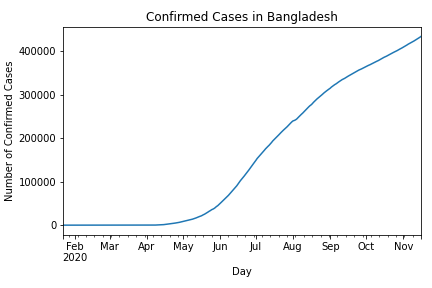 Confirmed Cases in Bangladesh
Number of Confirmed Cases
400000
300000
200000
100000
0
Feb Mar Apr May Jun Jul Aug Sep Oct Nov
2020
Day